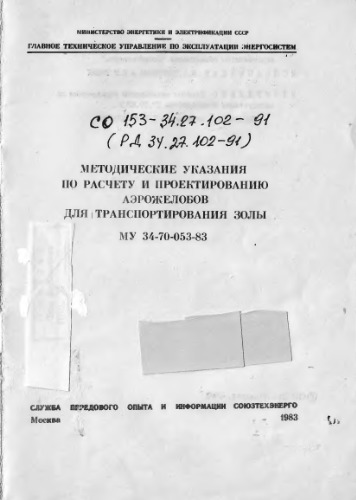 МИНИСТЕРСТВО ЭНЕРГЕТИКИ И ЭЛЕКТРИФИКАЦИИ СССР
ГЛАВНОЕ ТЕХНИЧЕСКОЕ УПРАВЛЕНИЕ ПО ЭКСПЛУАТАЦИИ ЭНЕРГОСИСТЕМ
СО 153-34.27.102-91
(РД 34.27.102-91)
МЕТОДИЧЕСКИЕ УКАЗАНИЯ
ПО РАСЧЕТУ И ПРОЕКТИРОВАНИЮ
АЭРОЖЕЛОБОВ
ДЛЯ ТРАНСПОРТИРОВАНИЯ ЗОЛЫ
МУ 34-70-053-83
СЛУЖБА ПЕРЕДОВОГО ОПЫТА И ИНФОРМАЦИИ СОЮЗТЕХЭНЕРГО
Москва 1983